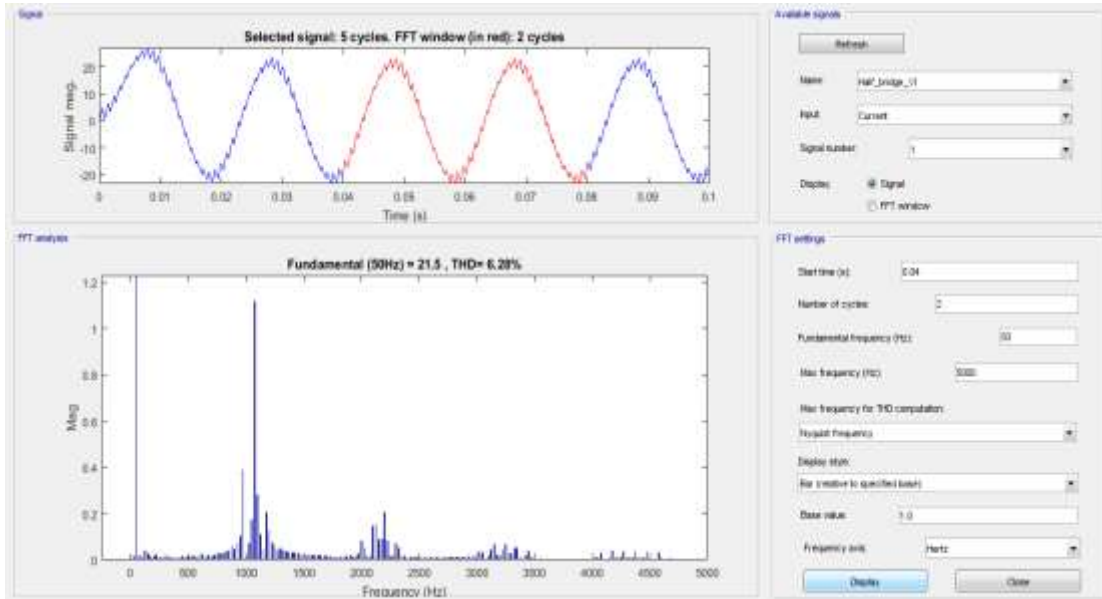 Signal
Selected signal: 5 cycles. FFT window (in red): 2 cycles
20
10
0
-10
-20
Signal mag.
0 0.01 0.02 0.03 0.04 0.05 0.06 0.07 0.08 0.09 0.1
Time (s)
Available signals
Refresh
Name:
Input:
Current
Signal number:
1
Display:
Signal
FFT window
FFT analysis
Fundamental (50Hz) = 21.5 , THD= 6.28%
1.2
1
0.8
0.6
0.4
0.2
0
Mag
0 500 1000 1500 2000 2500 3000 3500 4000 4500 5000
Frequency (Hz)
FFT settings
Start time (s):
0.04
Number of cycles:
2
Fundamental frequency (Hz):
50
Max frequency (Hz):
5000
Max frequency for THD computation:
Nyquist frequency
Display style:
Bar (relative to specified base)
Base value:
1.0
Frequency axis:
Hertz
Display
Close